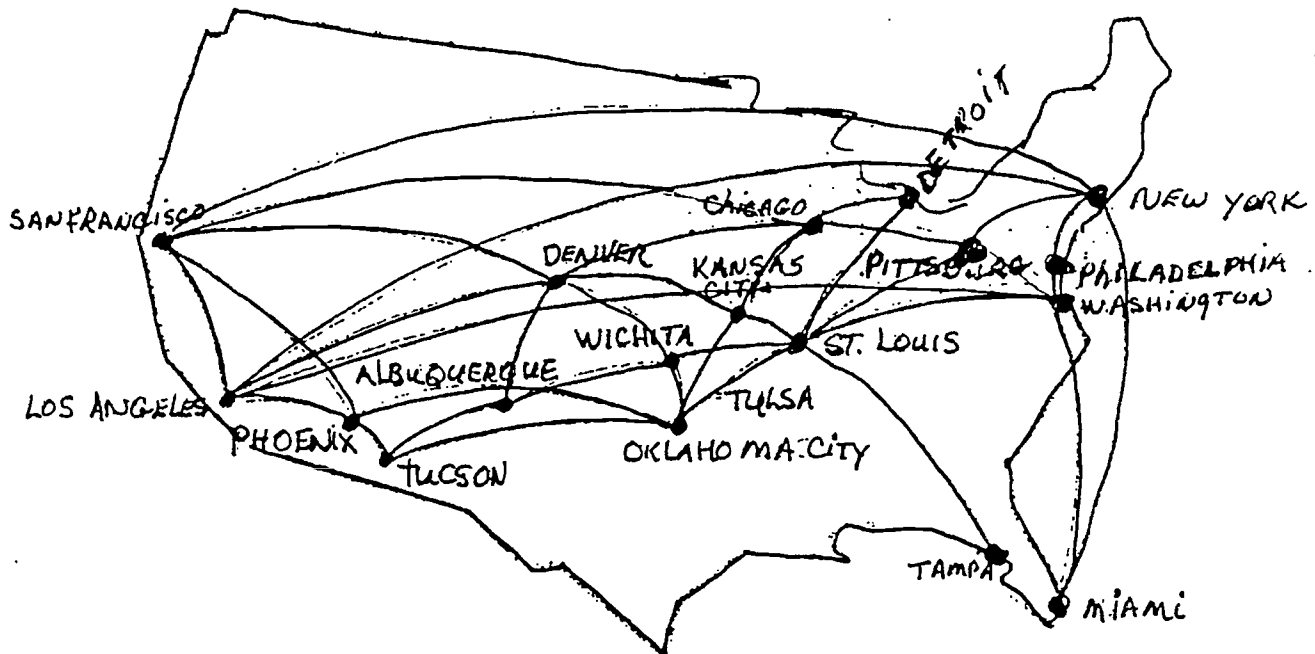 DETROIT
SANFRANCISCO
CHiCAGO
NEW YORK
DENVER
KANSAS
CITY
PITTSBURG
PHiLADELPHiA
WASHINGTON
WICHITA
ST. LOUIS
ALBUQUERQUE
LOS ANGELES
TULSA
PHOENIX
OKLAHOMA CiTY
TUCSON
TAMPA
MiAMi